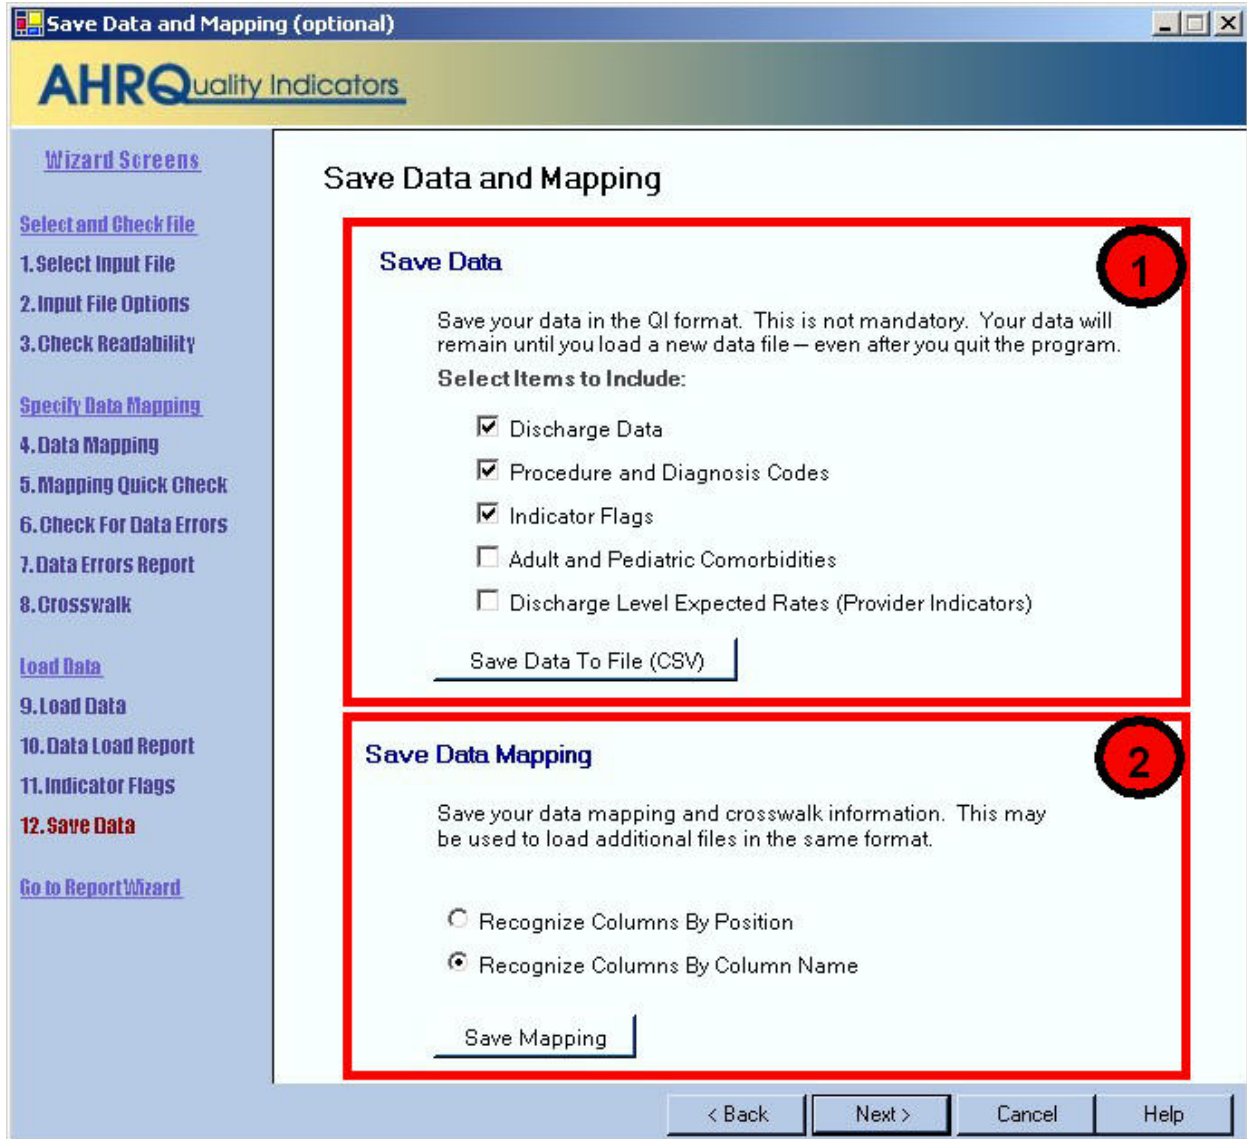 Save Data and Mapping (optional)
AHRQuality Indicators
Wizard Screens
Select and Check File
1.Select Input File
2.Input File Options
3.Check Readability
Specify Data Mapping
4.Data Mapping
5.Mapping Quick Check
6.Check For Data Errors
7.Data Errors Report
8.Crosswalk
Load Data
9.Load Data
10.Data Load Report
11.Indicator Flags
12.Save Data
Go to Report Wizard
Save Data and Mapping
1
Save Data
Save your data in the QI format. This is not mandatory. Your data will
remain until you load a new data file – even after you quit the program.
Select Items to Include:
Discharge Data
Procedure and Diagnosis Codes
Indicator Flags
Adult and Pediatric Comorbidities
Discharge Level Expected Rates (Provider Indicators)
Save Data To File (CSV)
2
Save Data Mapping
Save your data mapping and crosswalk information. This may
be used to load additional files in the same format.
Recognize Columns By Position
Recognize Columns By Column Name
Save Mapping
< Back
Next >
Cancel
Help